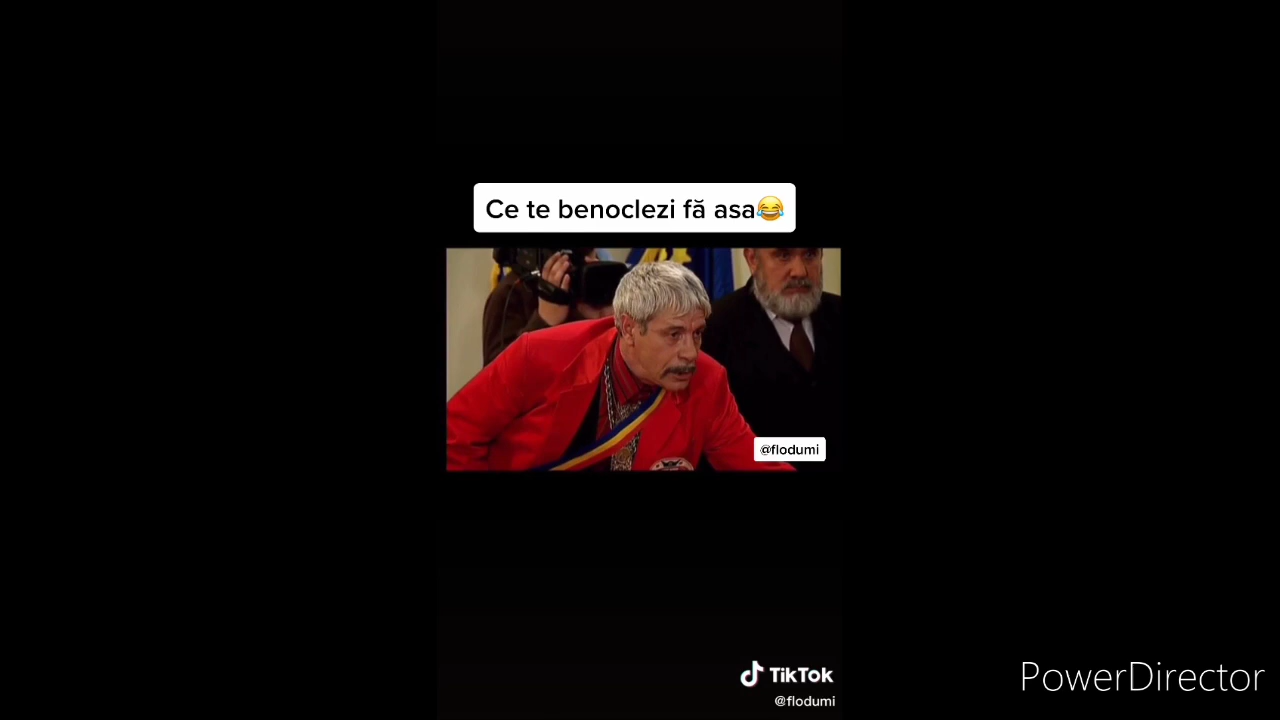 Ce te benoclezi fă asa😂
@flodumi
TikTok
@flodumi
PowerDirector